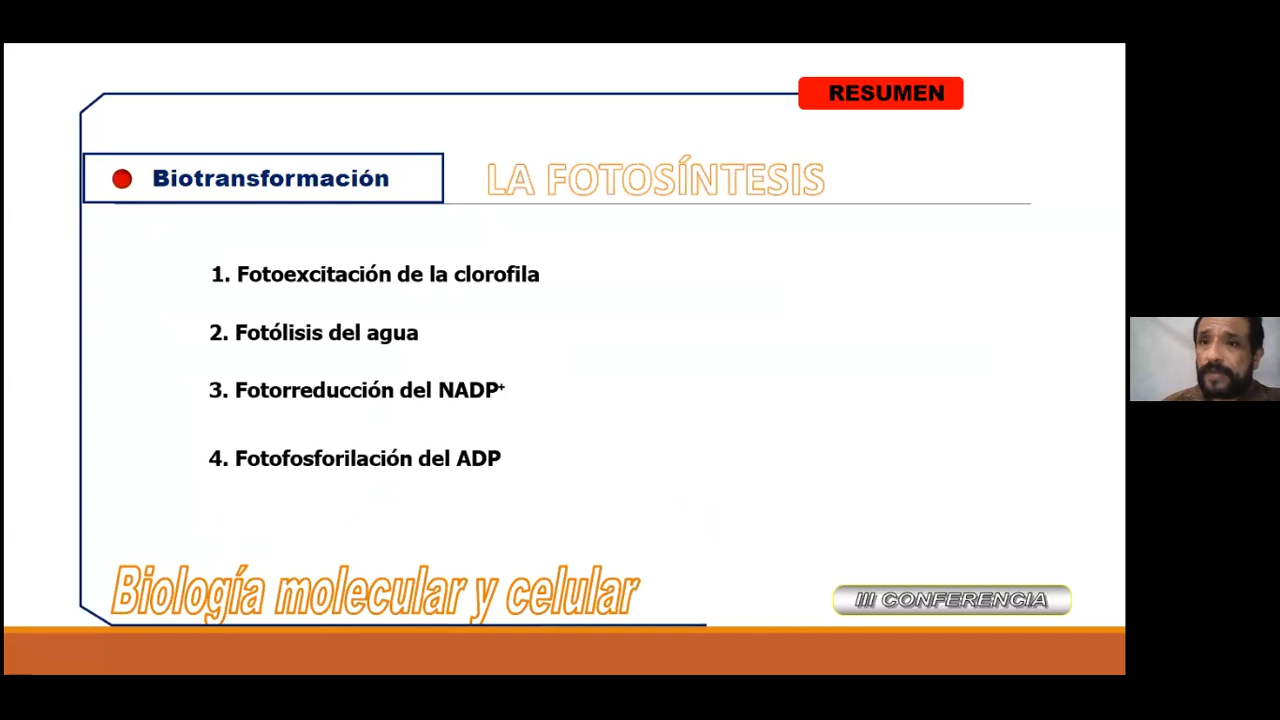 RESUMEN
Biotransformación
LA FOTOSÍNTESIS
1. Fotoexcitación de la clorofila
2. Fotólisis del agua
3. Fotorreducción del NADP⁺
4. Fotofosforilación del ADP
Biología molecular y celular
III CONFERENCIA